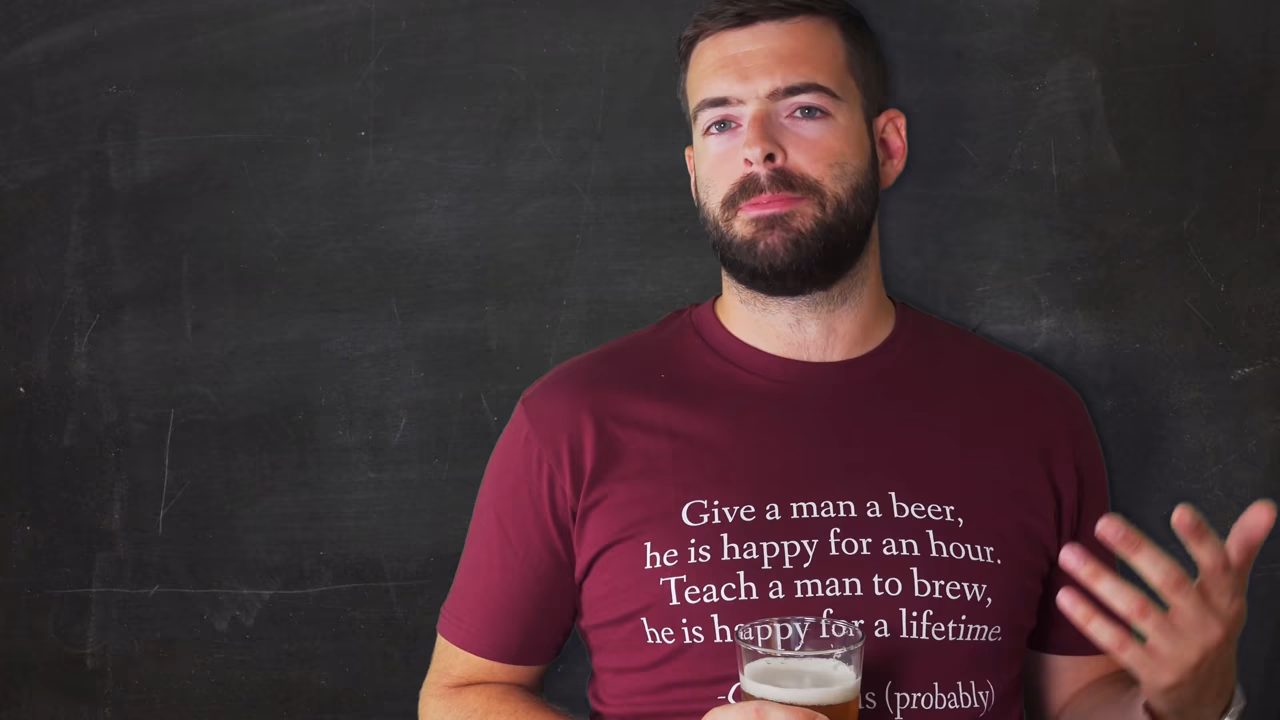 Give a man a beer,
he is happy for an hour.
Teach a man to brew,
he is happy for a lifetime.
(probably)